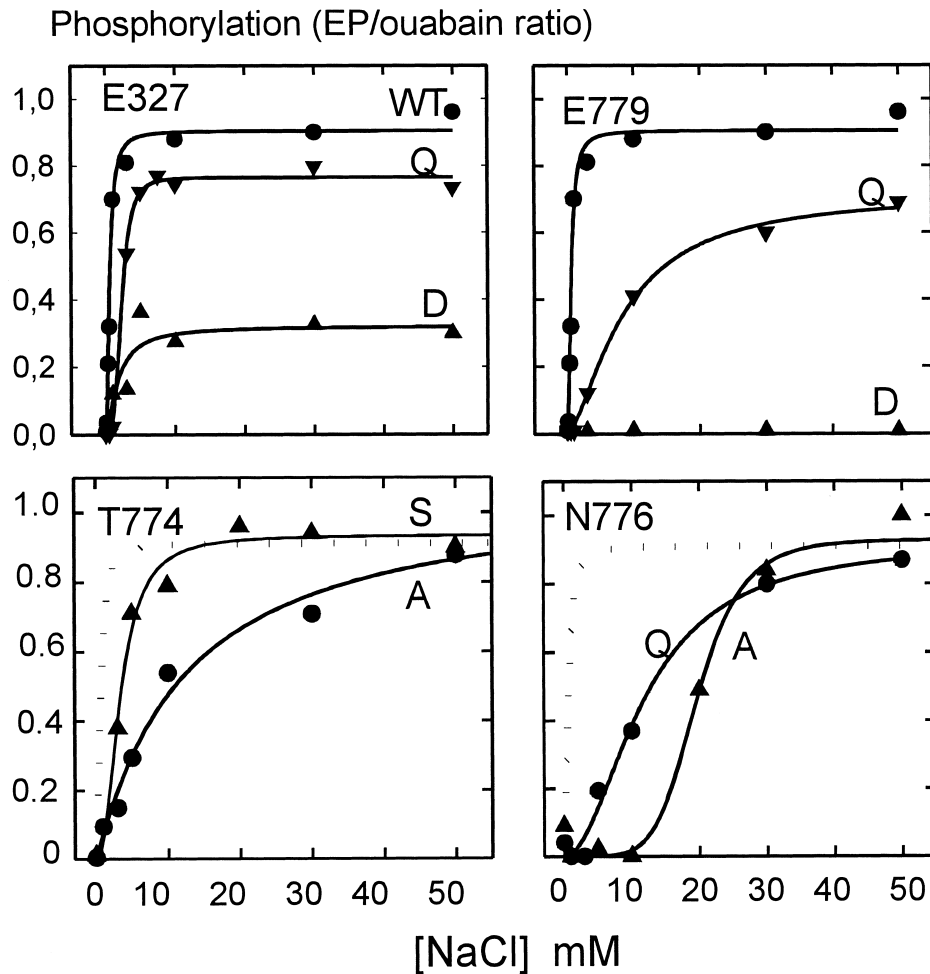 Phosphorylation (EP/ouabain ratio)
E327 WT
Q
D
1,0
0,8
0,6
0,4
0,2
0,0
E779
Q
D
T774
S
A
1.0
0.8
0.6
0.4
0.2
0
0 10 20 30 40 50
N776
Q A
0 10 20 30 40 50
[NaCl] mM